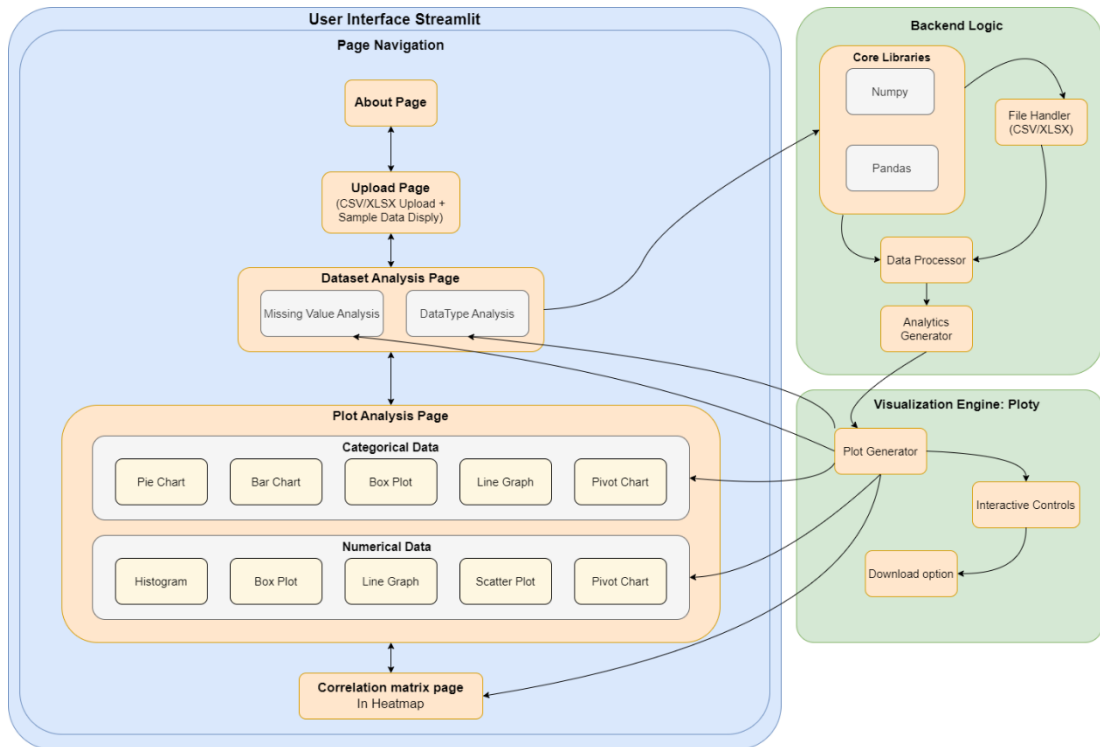 User Interface Streamlit
Page Navigation
About Page
Upload Page
(CSV/XLSX Upload +
Sample Data Disply)
Dataset Analysis Page
Missing Value Analysis
DataType Analysis
Plot Analysis Page
Categorical Data
Pie Chart
Bar Chart
Box Plot
Line Graph
Pivot Chart
Numerical Data
Histogram
Box Plot
Line Graph
Scatter Plot
Pivot Chart
Correlation matrix page
In Heatmap
Backend Logic
Core Libraries
Numpy
Pandas
File Handler
(CSV/XLSX)
Data Processor
Analytics
Generator
Visualization Engine: Ploty
Plot Generator
Interactive Controls
Download option